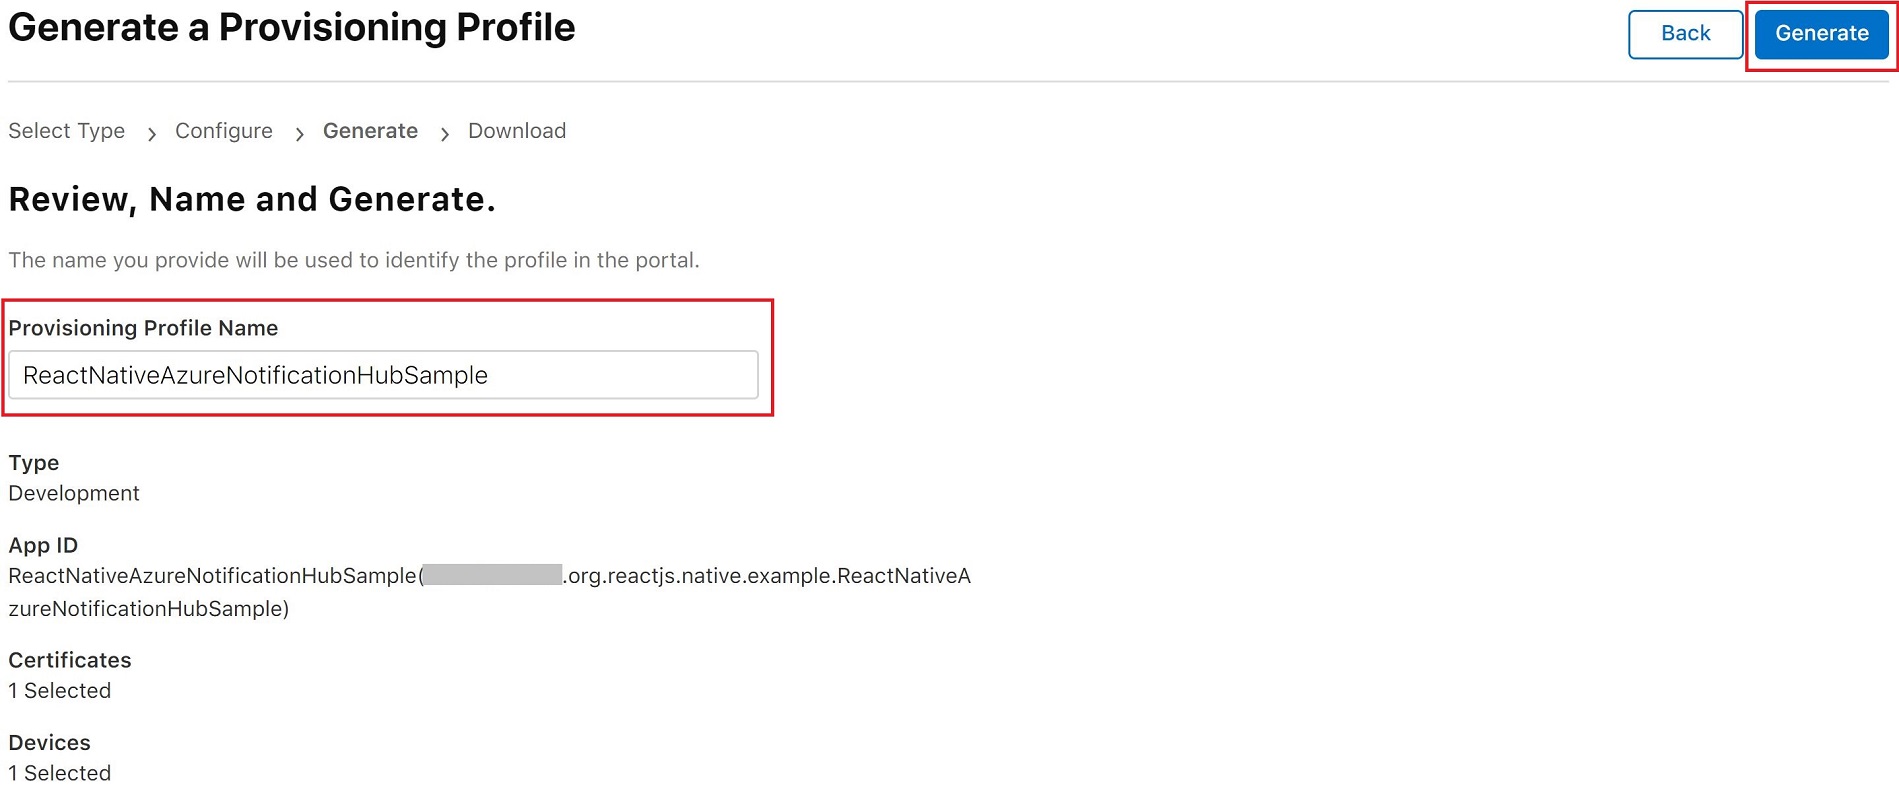 Generate a Provisioning Profile
Back
Generate
Select Type > Configure > Generate > Download
Review, Name and Generate.
The name you provide will be used to identify the profile in the portal.
Provisioning Profile Name
ReactNativeAzureNotificationHubSample
Type
Development
App ID
ReactNativeAzureNotificationHubSample( .org.reactjs.native.example.ReactNativeA
zureNotificationHubSample)
Certificates
1 Selected
Devices
1 Selected